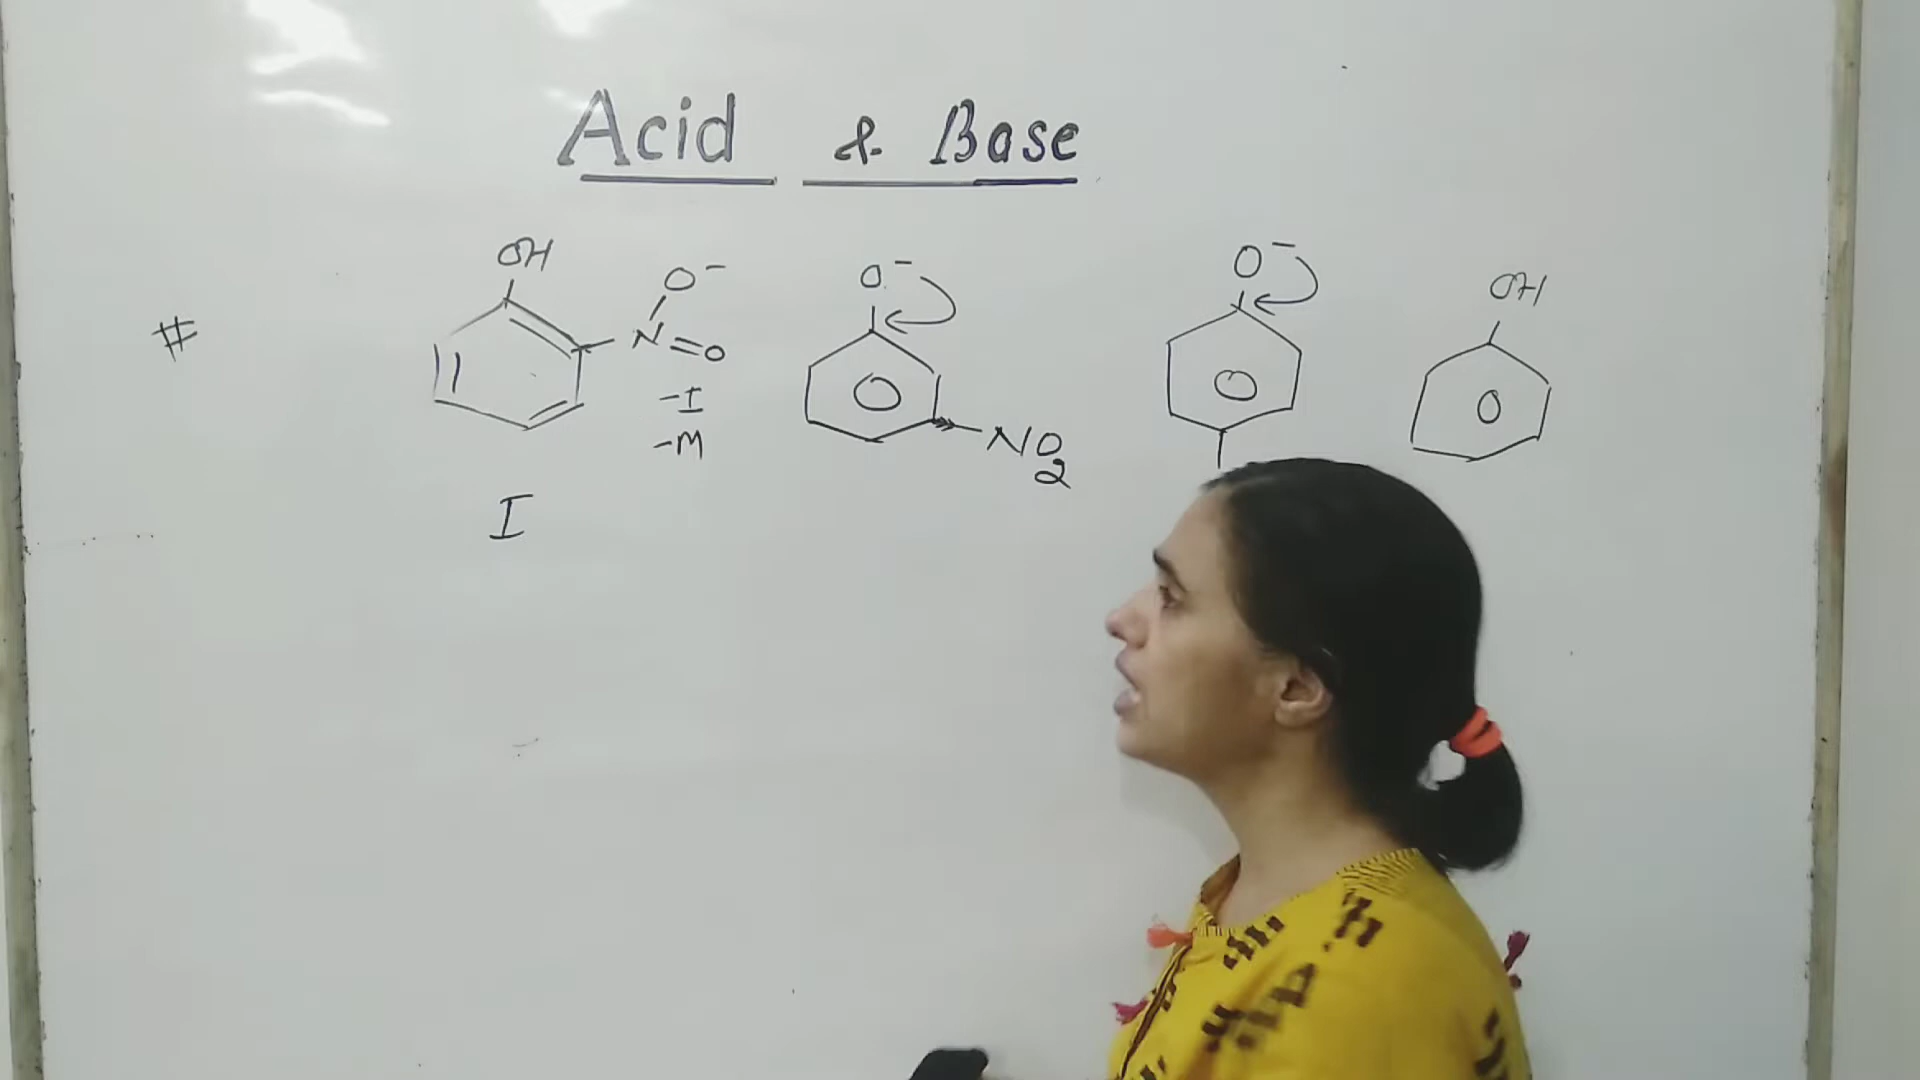 Acid & Base
#
OH
N
O⁻
=O
-I
-M
I
O⁻
NO₂
O⁻
OH